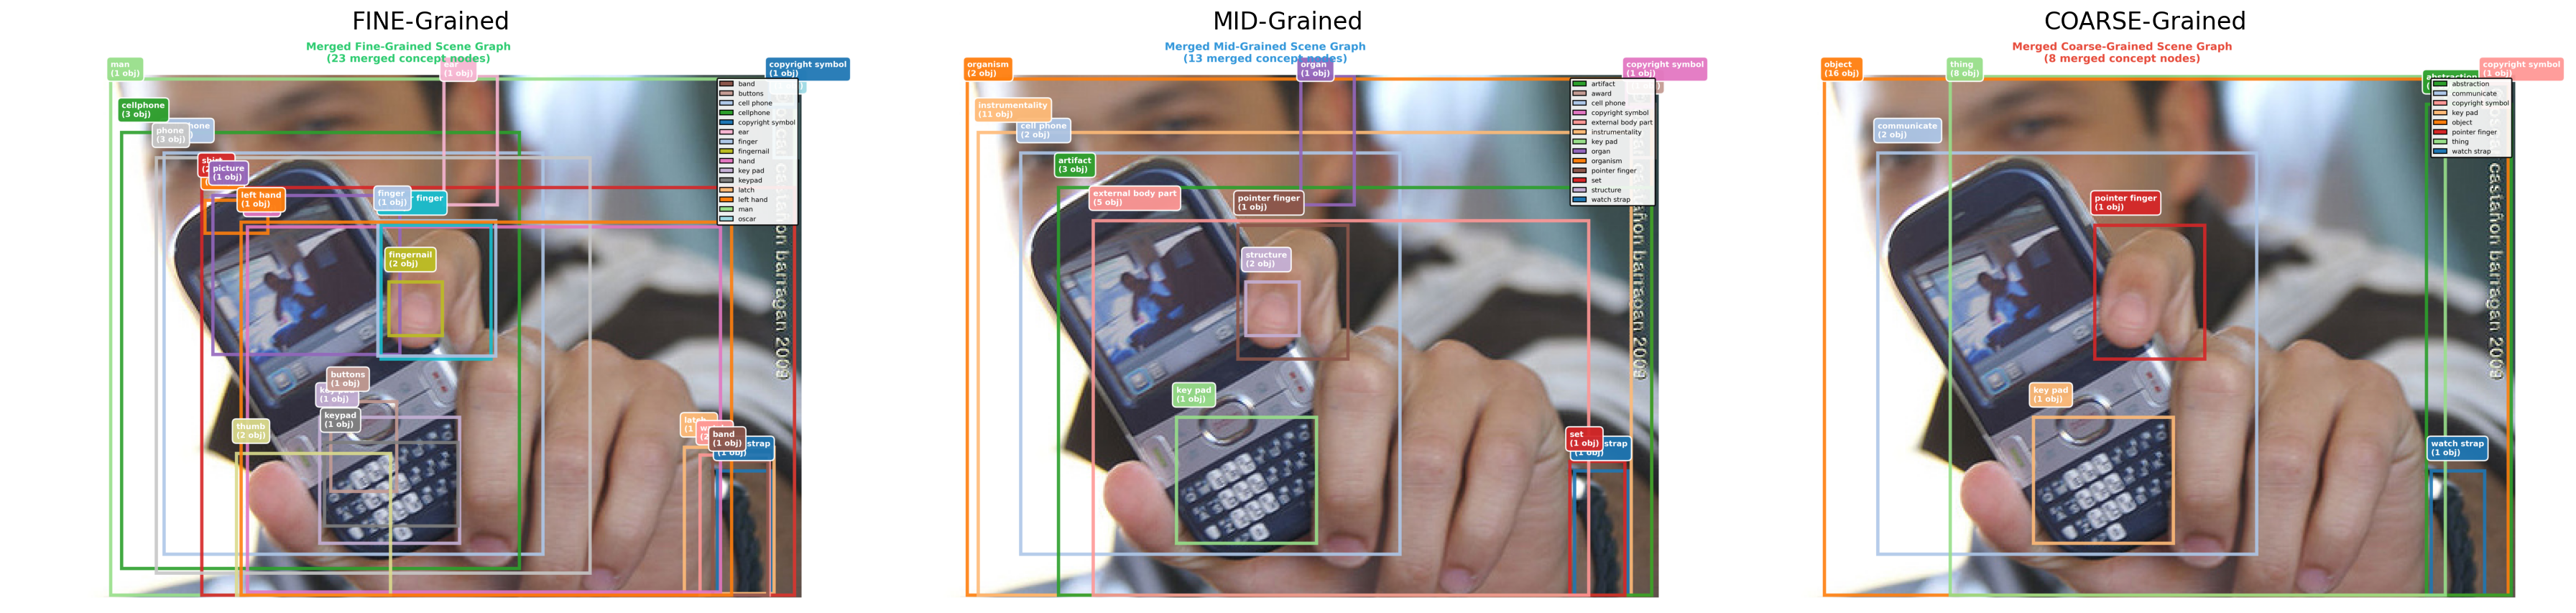 FINE-Grained
Merged Fine-Grained Scene Graph
(23 merged concept nodes)
man
(1 obj)
ear
(1 obj)
copyright symbol
(1 obj)
cellphone
(3 obj)
phone
(3 obj)
picture
(1 obj)
left hand
(1 obj)
finger
(1 obj)
finger
fingernail
(2 obj)
buttons
(1 obj)
(1 obj)
keypad
(1 obj)
thumb
(2 obj)
latch
band
(1 obj)
strap
(1 obj)
band
buttons
cell phone
cellphone
copyright symbol
ear
finger
fingernail
hand
key pad
keypad
latch
left hand
man
oscar
barragan 2009
MID-Grained
Merged Mid-Grained Scene Graph
(13 merged concept nodes)
organism
(2 obj)
organ
(1 obj)
copyright symbol
(1 obj)
instrumentality
(11 obj)
cell phone
(2 obj)
artifact
(3 obj)
external body part
(5 obj)
pointer finger
(1 obj)
structure
(2 obj)
key pad
(1 obj)
set
(1 obj)
strap
(1 obj)
artifact
award
cell phone
copyright symbol
external body part
instrumentality
key pad
organ
organism
pointer finger
set
structure
watch strap
barragan 2009
COARSE-Grained
Merged Coarse-Grained Scene Graph
(8 merged concept nodes)
object
(16 obj)
thing
(8 obj)
abstraction
copyright symbol
(1 obj)
communicate
(2 obj)
pointer finger
(1 obj)
key pad
(1 obj)
watch strap
(1 obj)
abstraction
communicate
copyright symbol
key pad
object
pointer finger
thing
watch strap
castañon barragan 2009